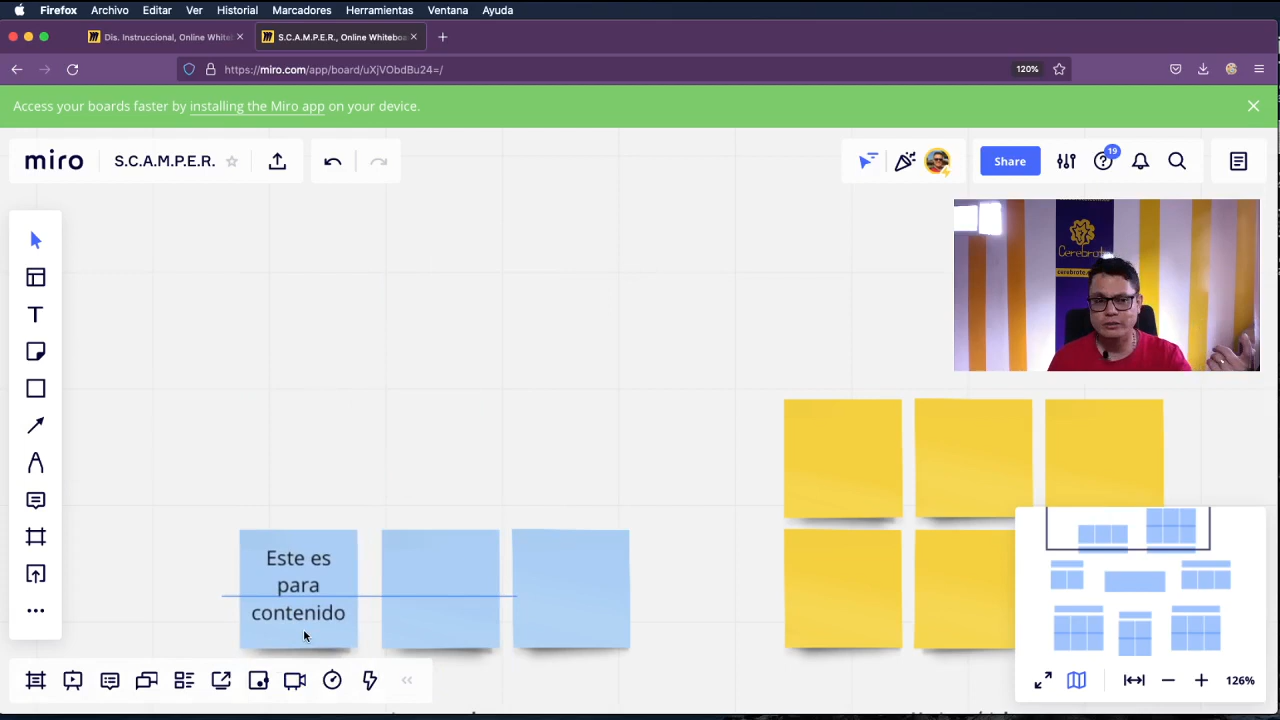 Firefox Archivo Editar Ver Historial Marcadores Herramientas Ventana Ayuda
Dis. Instruccional, Online White
S.C.A.M.P.E.R., Online Whiteboa
https://miro.com/app/board/uXjVObdBu24=/
120%
Access your boards faster by installing the Miro app on your device.
miro
S.C.A.M.P.E.R.
Share
19
Cerebroto
Este es
para
contenido
126%